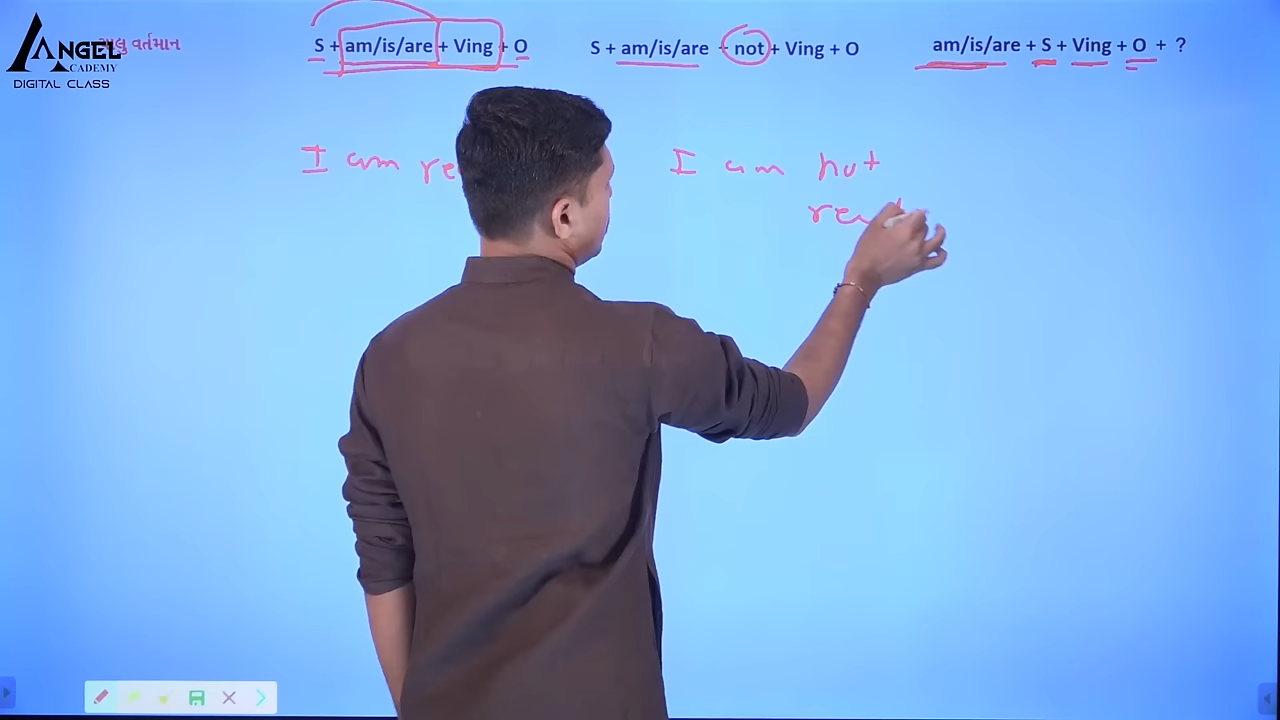 ANGEL
ACADEMY
DIGITAL CLASS
ચાલુ વર્તમાન
S + am/is/are + Ving + O
S + am/is/are + not + Ving + O
am/is/are + S + Ving + O + ?
I am
I am not